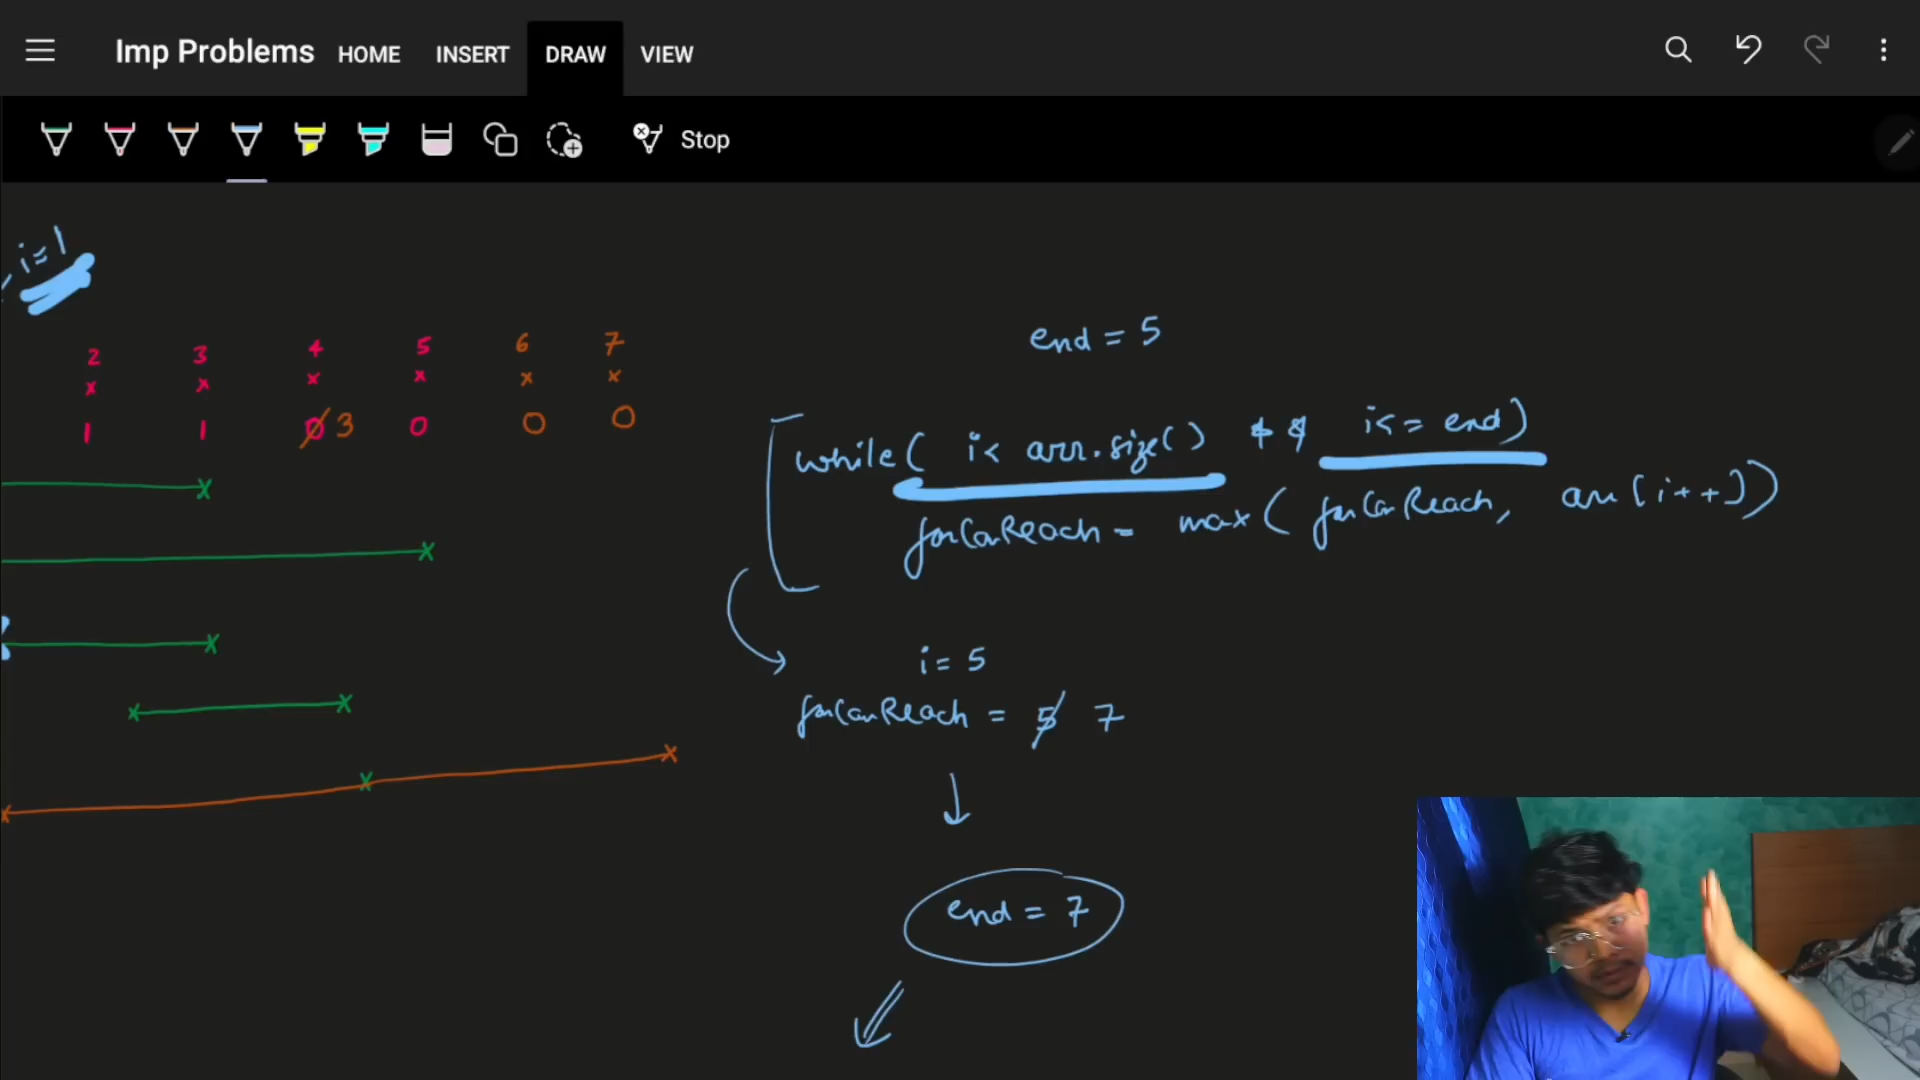 Imp Problems HOME INSERT DRAW VIEW
Stop
i=1
end = 5
2 3 4 5 6 7
x x x x x x
1 1 0 3 0 0 0
while( i< arr.size() && i<= end)
farCanReach = max( farCanReach, arr[i++])
i= 5
farCanReach = 5 7
end = 7